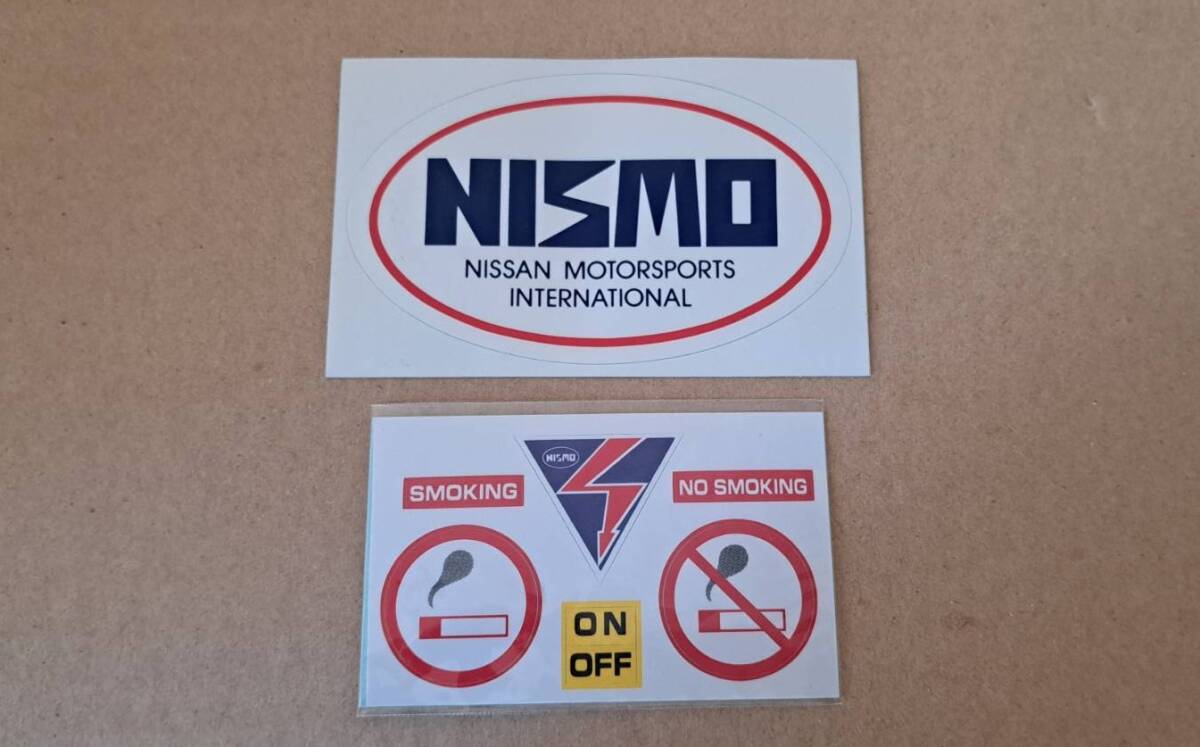 NISMO
NISSAN MOTORSPORTS
INTERNATIONAL
NISMO
SMOKING
NO SMOKING
ON
OFF